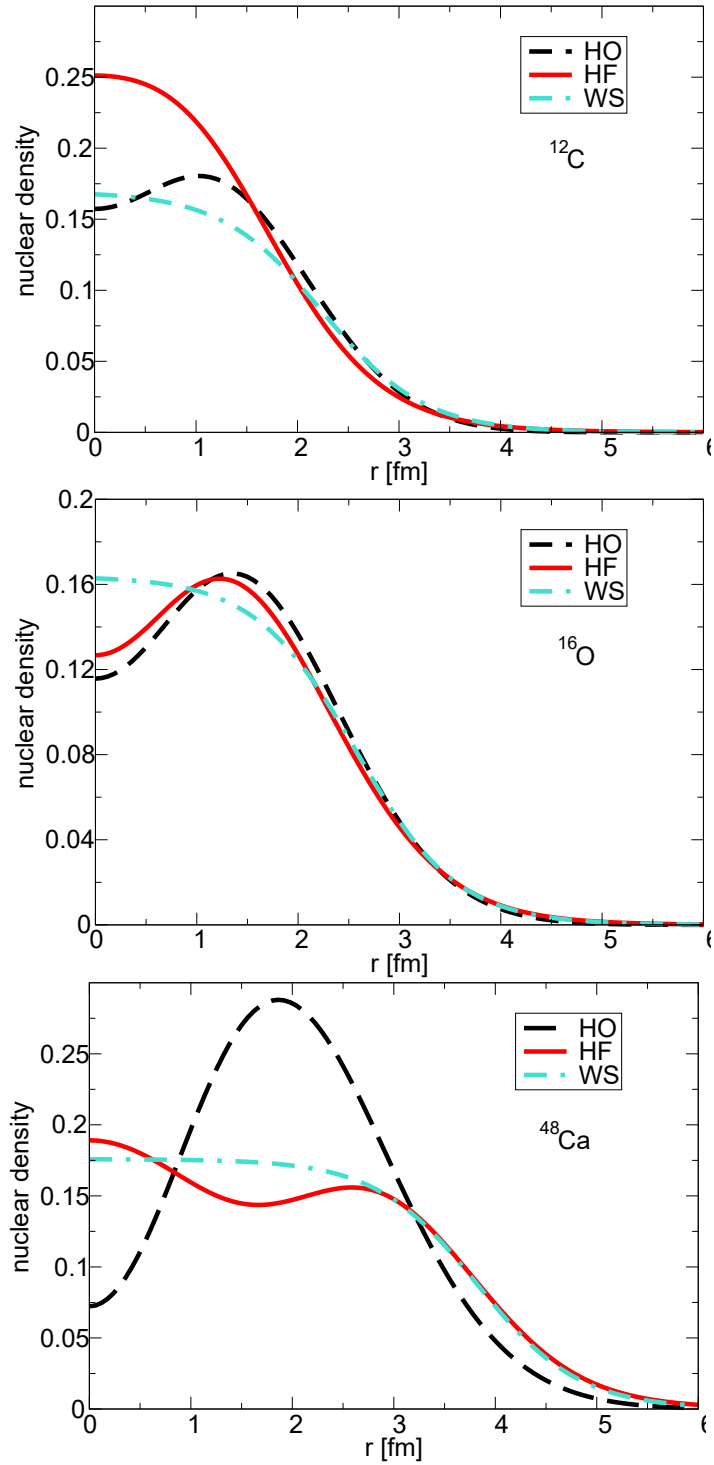 nuclear density
0.25
0.2
0.15
0.1
0.05
0
HO
HF
WS
¹²C
0 1 2 3 4 5 6
r [fm]
nuclear density
0.2
0.16
0.12
0.08
0.04
0
HO
HF
WS
¹⁶O
0 1 2 3 4 5 6
r [fm]
nuclear density
0.25
0.2
0.15
0.1
0.05
0
HO
HF
WS
⁴⁸Ca
0 1 2 3 4 5 6
r [fm]